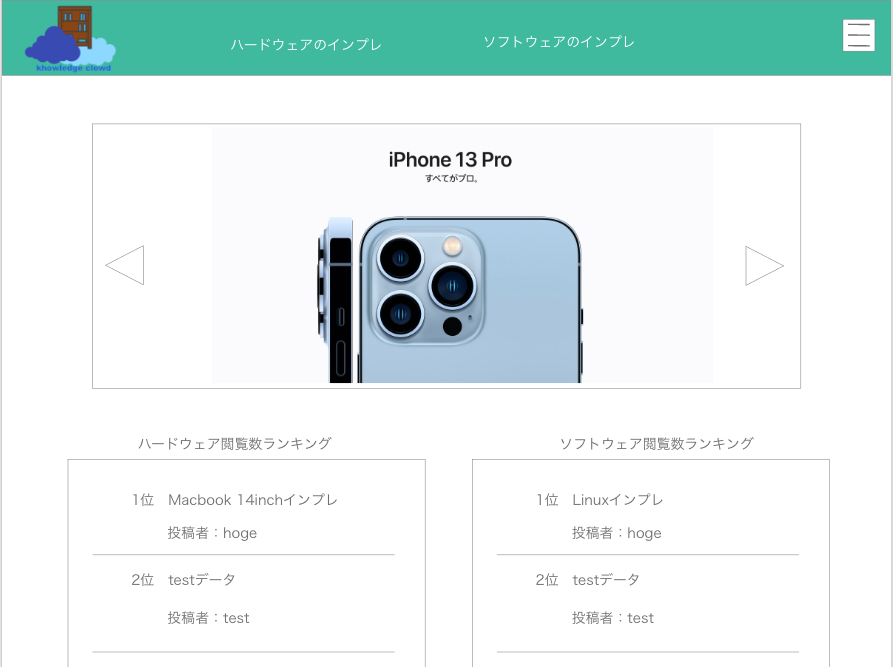 knowledge clowd
ハードウェアのインプレ
ソフトウェアのインプレ
iPhone 13 Pro
すべてがプロ。
ハードウェア閲覧数ランキング
1位 Macbook 14inchインプレ
投稿者：hoge
2位 testデータ
投稿者：test
ソフトウェア閲覧数ランキング
1位 Linuxインプレ
投稿者：hoge
2位 testデータ
投稿者：test